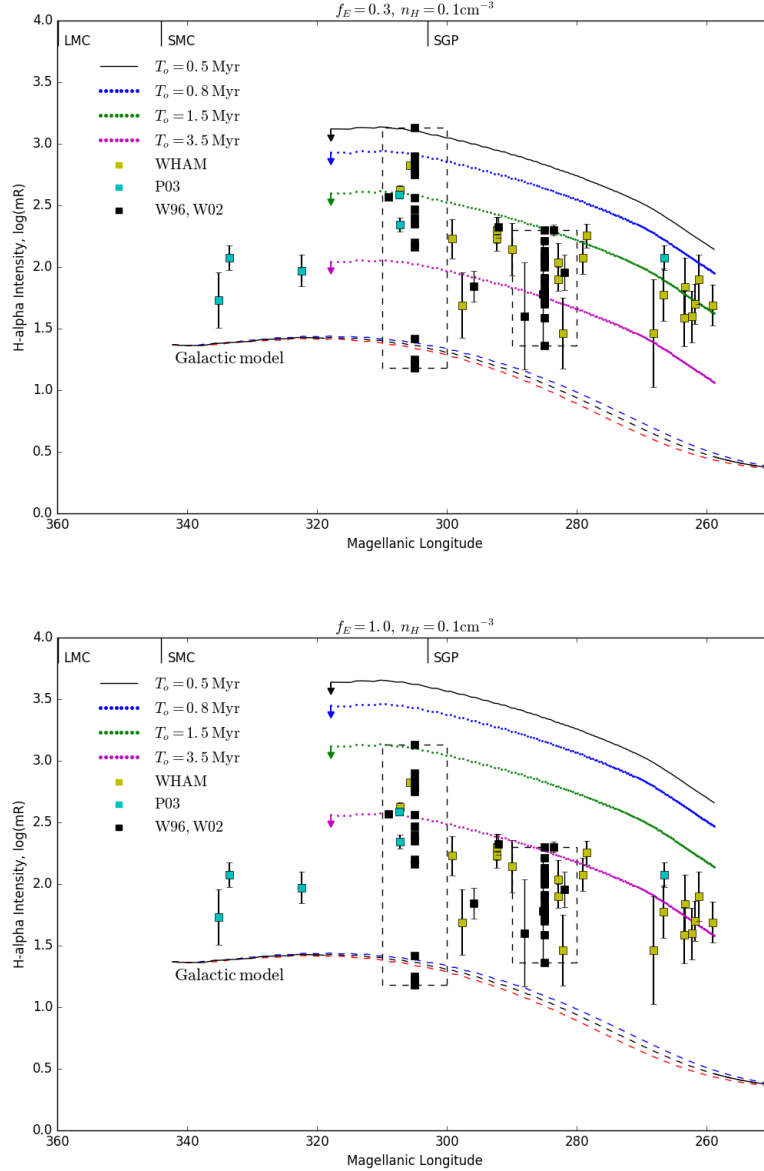 f_E = 0.3, n_H = 0.1cm⁻³
4.0
LMC
SMC
SGP
T_o = 0.5 Myr
3.5
T_o = 0.8 Myr
T_o = 1.5 Myr
3.0
T_o = 3.5 Myr
WHAM
P03
2.5
W96, W02
H-alpha Intensity, log(mR)
2.0
1.5
Galactic model
1.0
0.5
0.0
360
340
320
300
280
260
Magellanic Longitude
f_E = 1.0, n_H = 0.1cm⁻³
4.0
LMC
SMC
SGP
T_o = 0.5 Myr
3.5
T_o = 0.8 Myr
T_o = 1.5 Myr
3.0
T_o = 3.5 Myr
WHAM
P03
2.5
W96, W02
H-alpha Intensity, log(mR)
2.0
1.5
Galactic model
1.0
0.5
0.0
360
340
320
300
280
260
Magellanic Longitude